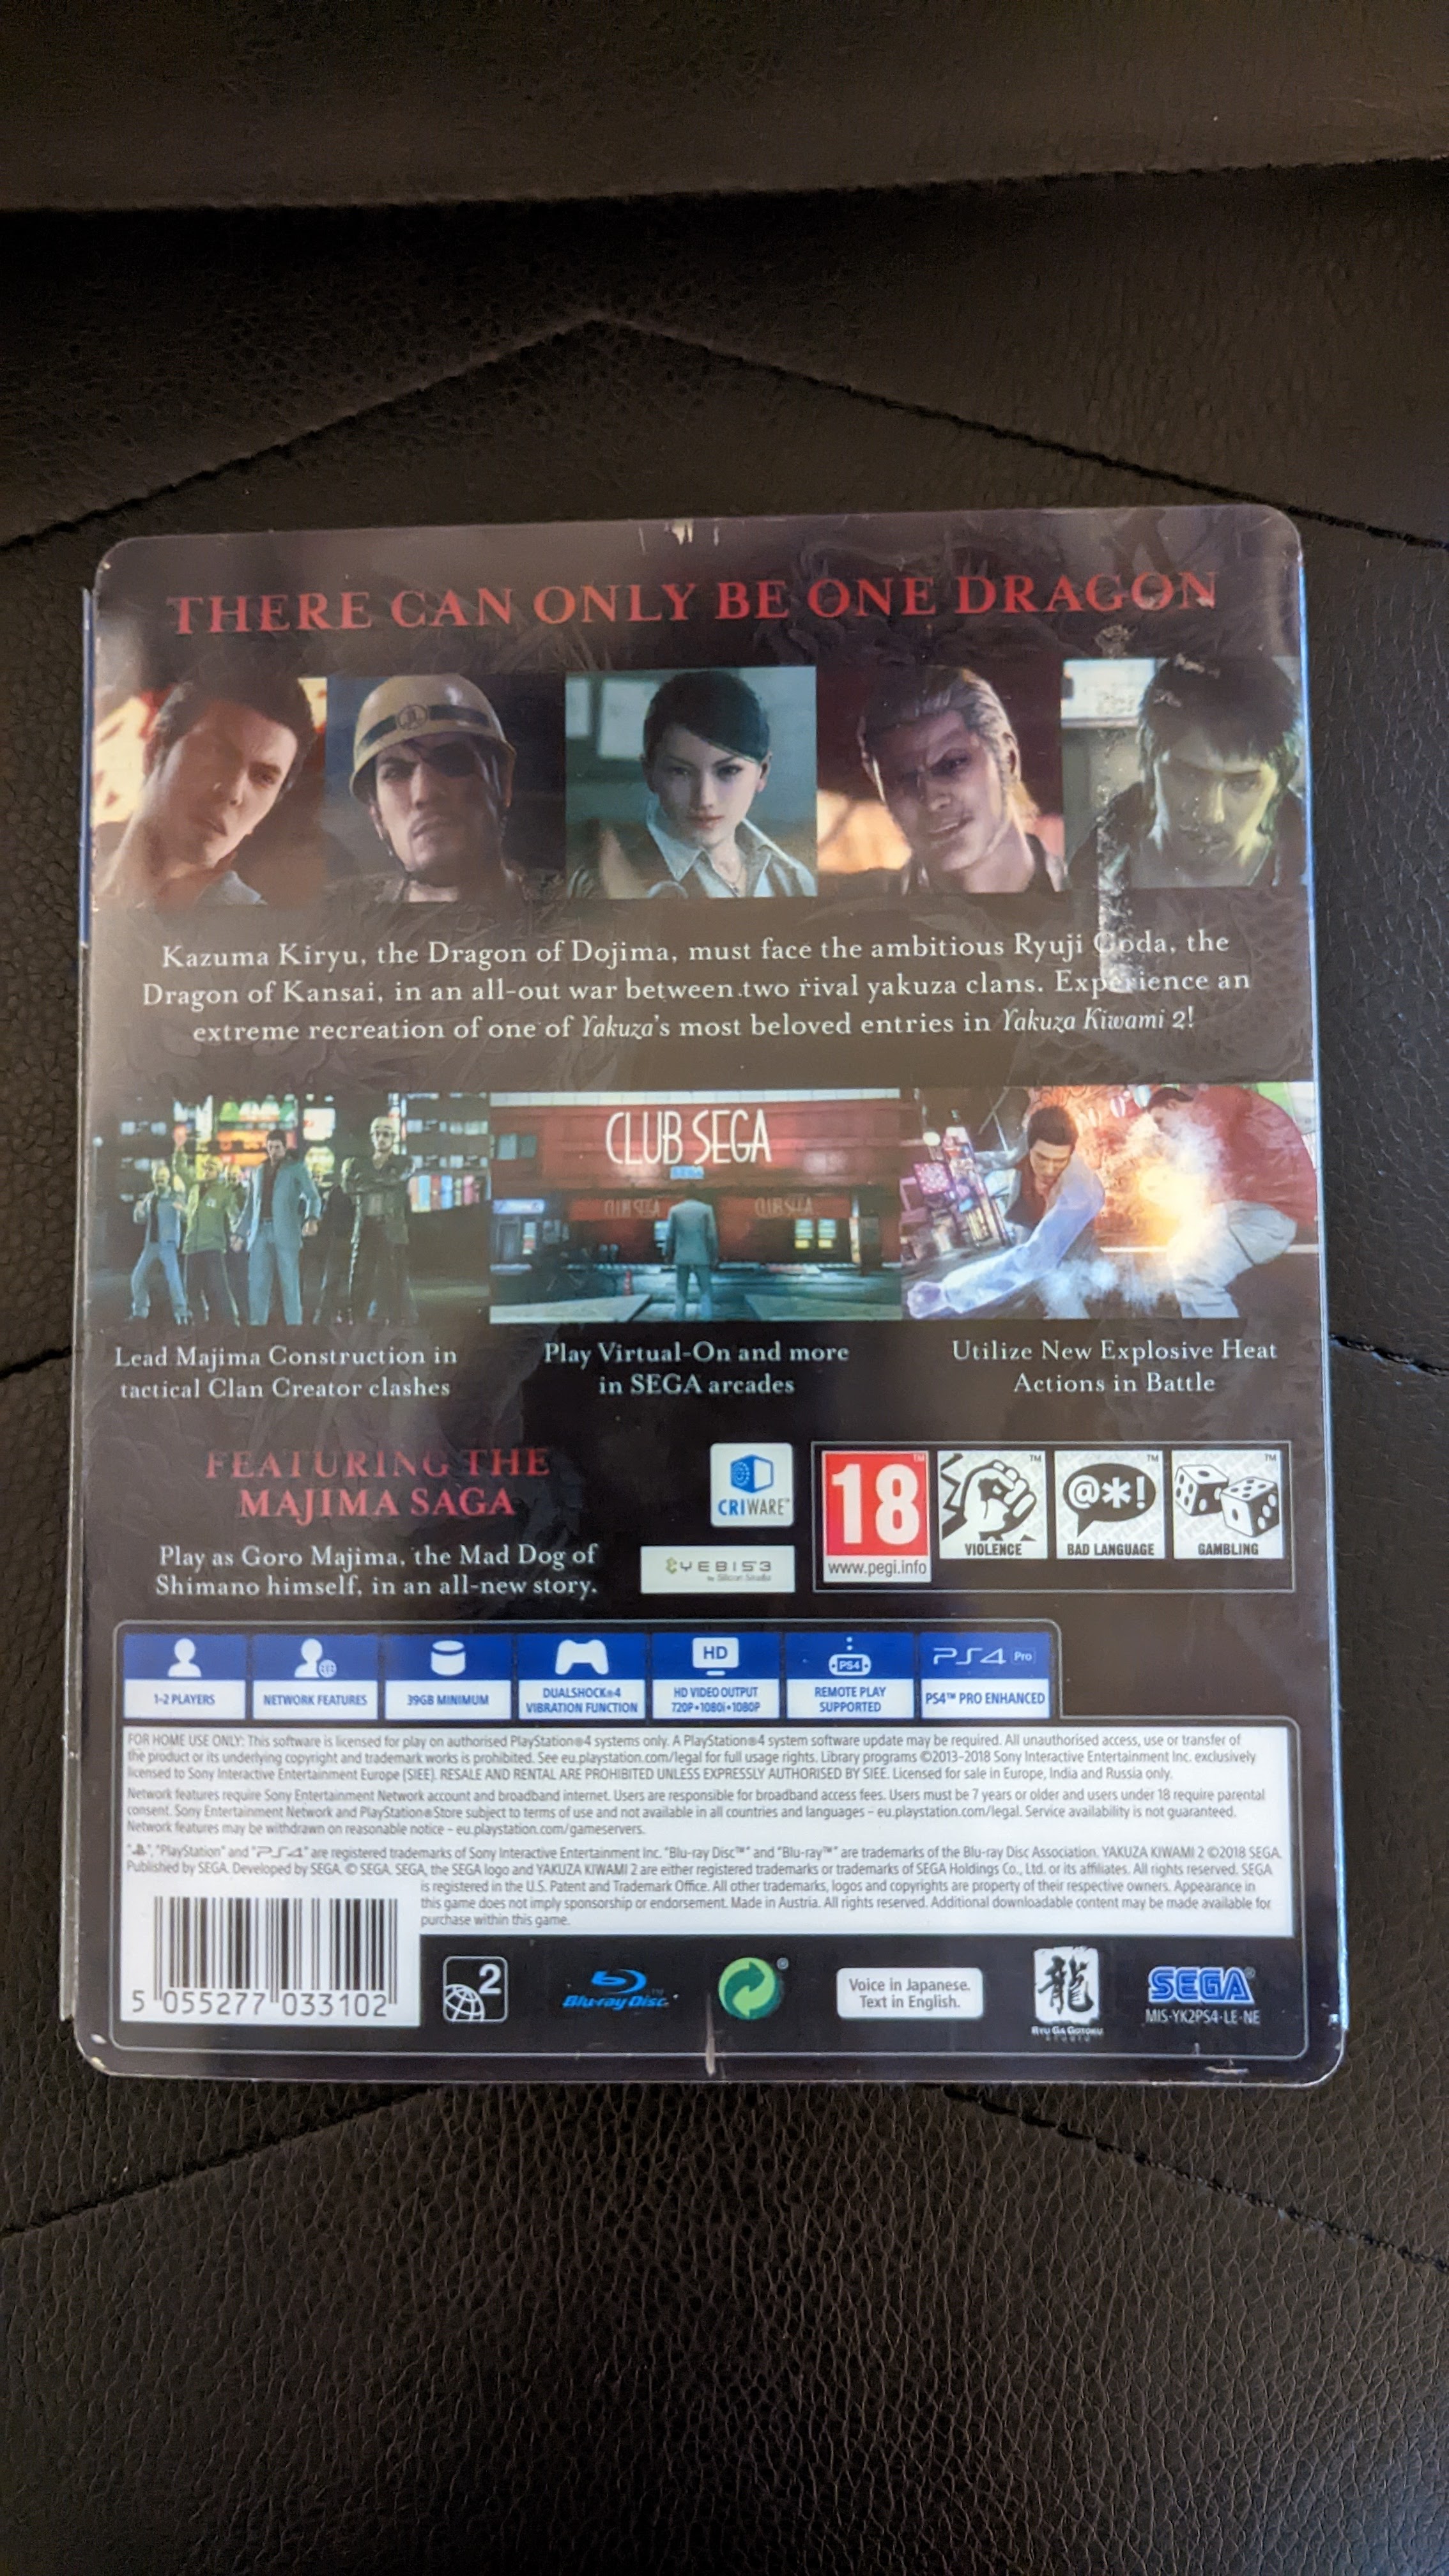 THERE CAN ONLY BE ONE DRAGON
Kazuma Kiryu, the Dragon of Dojima, must face the ambitious Ryuji Goda, the
Dragon of Kansai, in an all-out war between two rival yakuza clans. Experience an
extreme recreation of one of Yakuza's most beloved entries in Yakuza Kiwami 2!
CLUB SEGA
SEGA
CLUB SEGA
CLUB SEGA
Lead Majima Construction in
tactical Clan Creator clashes
Play Virtual-On and more
in SEGA arcades
Utilize New Explosive Heat
Actions in Battle
FEATURING THE
MAJIMA SAGA
Play as Goro Majima, the Mad Dog of
Shimano himself, in an all-new story.
CRIWARE™
YEBIS3
by Silicon Studio
18™
www.pegi.info
™
VIOLENCE
@*!™
BAD LANGUAGE
™
GAMBLING
1-2 PLAYERS
NETWORK FEATURES
39GB MINIMUM
DUALSHOCK®4
VIBRATION FUNCTION
HD
HD VIDEO OUTPUT
720P•1080i•1080P
PS4
REMOTE PLAY
SUPPORTED
PS4 Pro
PS4™ PRO ENHANCED
FOR HOME USE ONLY: This software is licensed for play on authorised PlayStation®4 systems only. A PlayStation®4 system software update may be required. All unauthorised access, use or transfer of
the product or its underlying copyright and trademark works is prohibited. See eu.playstation.com/legal for full usage rights. Library programs ©2013-2018 Sony Interactive Entertainment Inc. exclusively
licensed to Sony Interactive Entertainment Europe (SIEE). RESALE AND RENTAL ARE PROHIBITED UNLESS EXPRESSLY AUTHORISED BY SIEE. Licensed for sale in Europe, India and Russia only.
Network features require Sony Entertainment Network account and broadband internet. Users are responsible for broadband access fees. Users must be 7 years or older and users under 18 require parental
consent. Sony Entertainment Network and PlayStation®Store subject to terms of use and not available in all countries and languages – eu.playstation.com/legal. Service availability is not guaranteed.
Network features may be withdrawn on reasonable notice – eu.playstation.com/gameservers.
"PlayStation" and "PS4" are registered trademarks of Sony Interactive Entertainment Inc. "Blu-ray Disc™" and "Blu-ray™" are trademarks of the Blu-ray Disc Association. YAKUZA KIWAMI 2 ©2018 SEGA.
Published by SEGA. Developed by SEGA. © SEGA. SEGA, the SEGA logo and YAKUZA KIWAMI 2 are either registered trademarks or trademarks of SEGA Holdings Co., Ltd. or its affiliates. All rights reserved. SEGA
is registered in the U.S. Patent and Trademark Office. All other trademarks, logos and copyrights are property of their respective owners. Appearance in
this game does not imply sponsorship or endorsement. Made in Austria. All rights reserved. Additional downloadable content may be made available for
purchase within this game.
5 055277 033102
2
Blu-ray Disc™
®
Voice in Japanese.
Text in English.
龍
RYU GA GOTOKU
STUDIO
SEGA®
MIS-YK2PS4-LE-NE